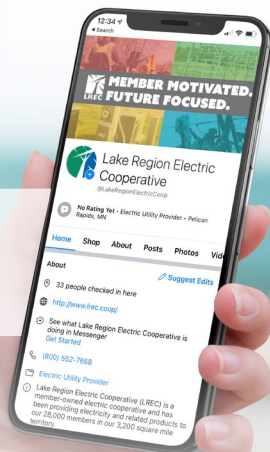 12:34
Search
LREC
MEMBER MOTIVATED.
FUTURE FOCUSED.
Lake Region Electric
Cooperative
@LakeRegionElectricCoop
No Rating Yet · Electric Utility Provider · Pelican
Rapids, MN
Home Shop About Posts Photos Vide
About
Suggest Edits
33 people checked in here
http://www.lrec.coop/
See what Lake Region Electric Cooperative is
doing in Messenger
Get Started
(800) 552-7658
Electric Utility Provider
Lake Region Electric Cooperative (LREC) is a
member-owned electric cooperative and has
been providing electricity and related products to
our 28,000 members in our 3,200 square mile
territory.